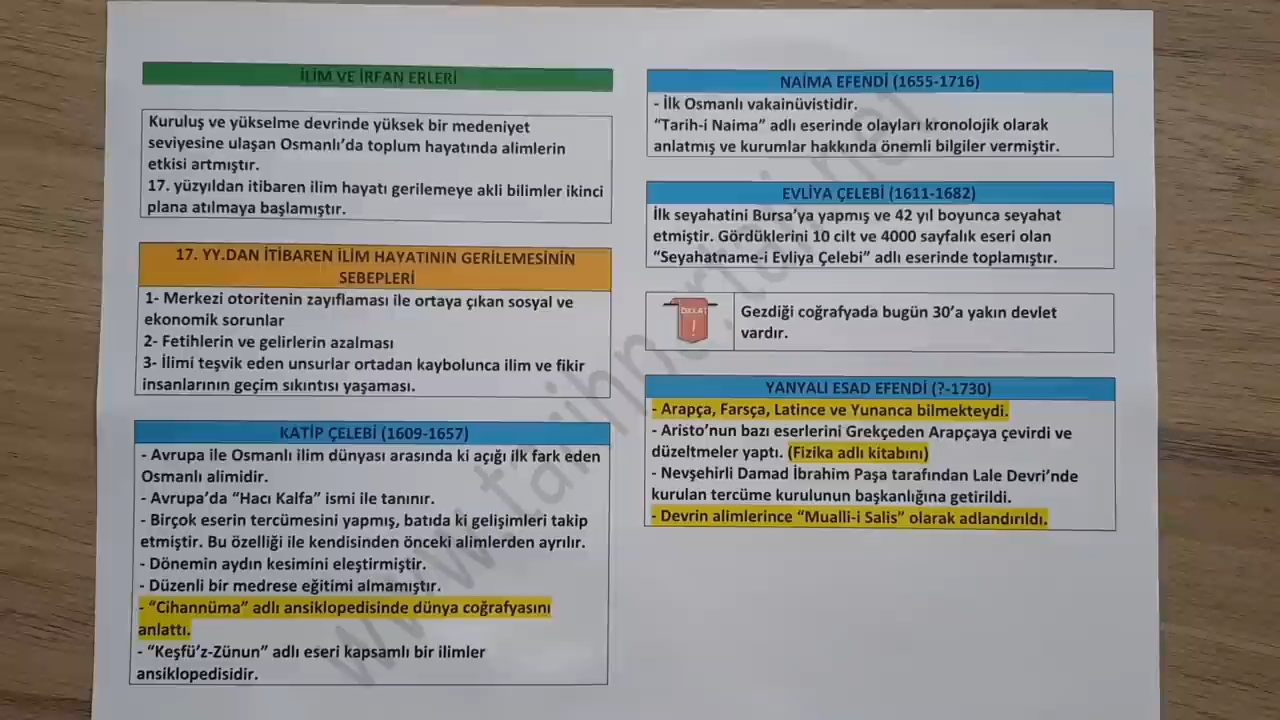 İLİM VE İRFAN ERLERİ
Kuruluş ve yükselme devrinde yüksek bir medeniyet
seviyesine ulaşan Osmanlı’da toplum hayatında alimlerin
etkisi artmıştır.
17. yüzyıldan itibaren ilim hayatı gerilemeye akli bilimler ikinci
plana atılmaya başlamıştır.
17. YY.DAN İTİBAREN İLİM HAYATININ GERİLEMESİNİN
SEBEPLERİ
1- Merkezi otoritenin zayıflaması ile ortaya çıkan sosyal ve
ekonomik sorunlar
2- Fetihlerin ve gelirlerin azalması
3- İlimi teşvik eden unsurlar ortadan kaybolunca ilim ve fikir
insanlarının geçim sıkıntısı yaşaması.
KATİP ÇELEBİ (1609-1657)
- Avrupa ile Osmanlı ilim dünyası arasında ki açığı ilk fark eden
Osmanlı alimidir.
- Avrupa’da “Hacı Kalfa” ismi ile tanınır.
- Birçok eserin tercümesini yapmış, batıda ki gelişimleri takip
etmiştir. Bu özelliği ile kendisinden önceki alimlerden ayrılır.
- Dönemin aydın kesimini eleştirmiştir.
- Düzenli bir medrese eğitimi almamıştır.
- “Cihannüma” adlı ansiklopedisinde dünya coğrafyasını
anlattı.
- “Keşfü’z-Zünun” adlı eseri kapsamlı bir ilimler
ansiklopedisidir.
NAİMA EFENDİ (1655-1716)
- İlk Osmanlı vakainüvistidir.
“Tarih-i Naima” adlı eserinde olayları kronolojik olarak
anlatmış ve kurumlar hakkında önemli bilgiler vermiştir.
EVLİYA ÇELEBİ (1611-1682)
İlk seyahatini Bursa’ya yapmış ve 42 yıl boyunca seyahat
etmiştir. Gördüklerini 10 cilt ve 4000 sayfalık eseri olan
“Seyahatname-i Evliya Çelebi” adlı eserinde toplamıştır.
DİKKAT
!
Gezdiği coğrafyada bugün 30’a yakın devlet
vardır.
YANYALI ESAD EFENDİ (?-1730)
- Arapça, Farsça, Latince ve Yunanca bilmekteydi.
- Aristo’nun bazı eserlerini Grekçeden Arapçaya çevirdi ve
düzeltmeler yaptı. (Fizika adlı kitabını)
- Nevşehirli Damad İbrahim Paşa tarafından Lale Devri’nde
kurulan tercüme kurulunun başkanlığına getirildi.
- Devrin alimlerince “Mualli-i Salis” olarak adlandırıldı.
www.tarihportali.net